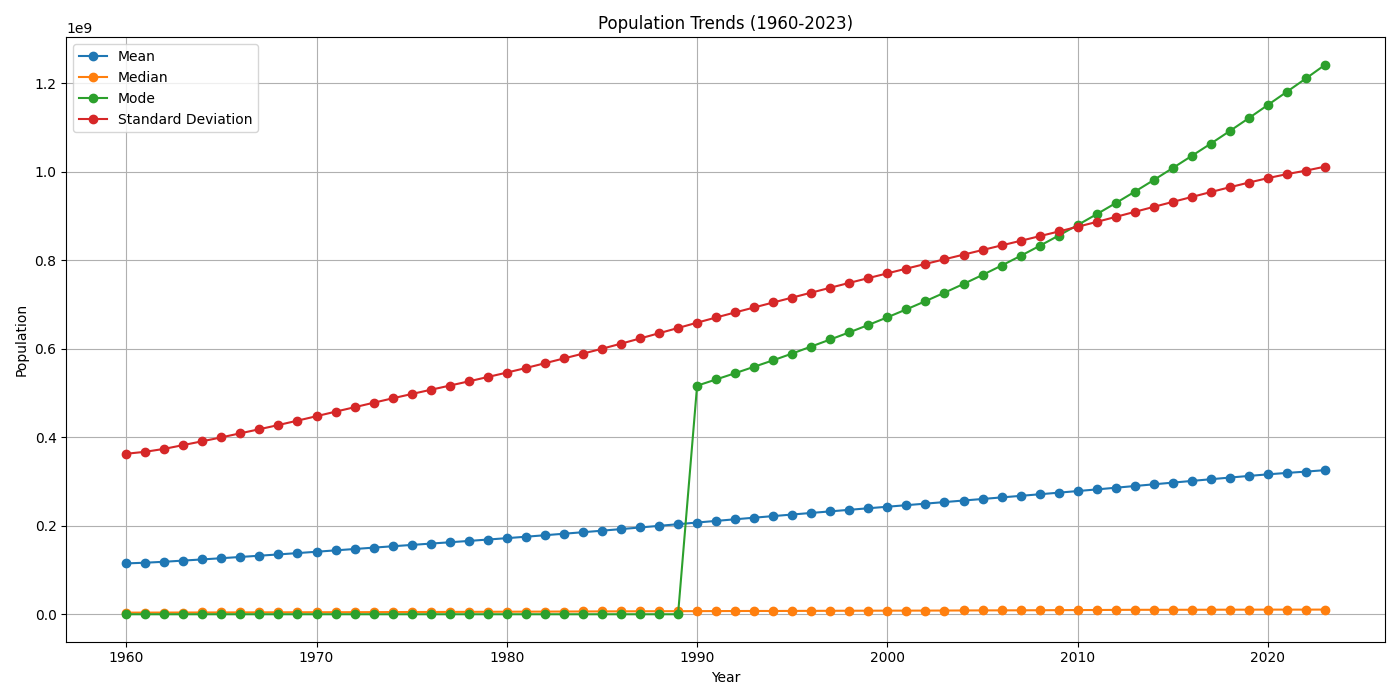 Population Trends (1960-2023)
1e9
Mean
Median
Mode
Standard Deviation
1.2
1.0
0.8
0.6
0.4
0.2
0.0
Population
1960 1970 1980 1990 2000 2010 2020
Year